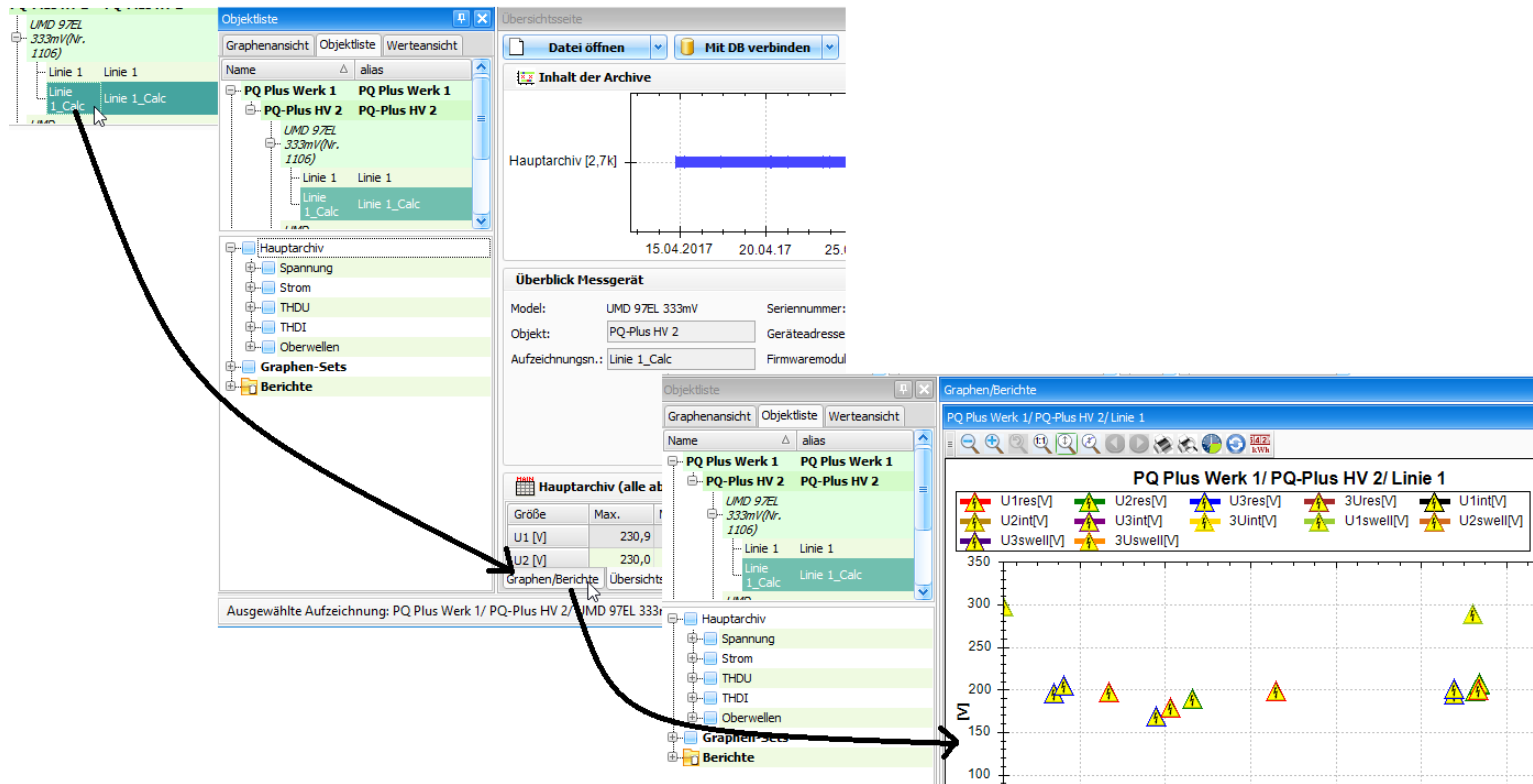 UMD 97EL
333mV(Nr.
1106)
Linie 1 Linie 1
Linie
1_Calc Linie 1_Calc
Objektliste
Graphenansicht Objektliste Werteansicht
Name alias
PQ Plus Werk 1 PQ Plus Werk 1
PQ-Plus HV 2 PQ-Plus HV 2
UMD 97EL
333mV(Nr.
1106)
Linie 1 Linie 1
Linie
1_Calc Linie 1_Calc
Hauptarchiv
Spannung
Strom
THDU
THDI
Oberwellen
Graphen-Sets
Berichte
Übersichtsseite
Datei öffnen Mit DB verbinden
Inhalt der Archive
Hauptarchiv [2,7k]
15.04.2017 20.04.17 25.
Überblick Messgerät
Model: UMD 97EL 333mV Seriennummer:
Objekt: PQ-Plus HV 2 Geräteadresse
Aufzeichnungsn.: Linie 1_Calc Firmwaremodul
MAIN
Hauptarchiv (alle ab
Größe Max.
U1 [V] 230,9
U2 [V] 230,0
Graphen/Berichte Übersichts
Ausgewählte Aufzeichnung: PQ Plus Werk 1/ PQ-Plus HV 2/ UMD 97EL 333m
Objektliste
Graphenansicht Objektliste Werteansicht
Name alias
PQ Plus Werk 1 PQ Plus Werk 1
PQ-Plus HV 2 PQ-Plus HV 2
UMD 97EL
333mV(Nr.
1106)
Linie 1 Linie 1
Linie
1_Calc Linie 1_Calc
Hauptarchiv
Spannung
Strom
THDU
THDI
Oberwellen
Graphen-Sets
Berichte
Graphen/Berichte
PQ Plus Werk 1/ PQ-Plus HV 2/ Linie 1
1:1 kWh
PQ Plus Werk 1/ PQ-Plus HV 2/ Linie 1
U1res[V] U2res[V] U3res[V] 3Ures[V] U1int[V]
U2int[V] U3int[V] 3Uint[V] U1swell[V] U2swell[V]
U3swell[V] 3Uswell[V]
350
300
250
200
[V]
150
100